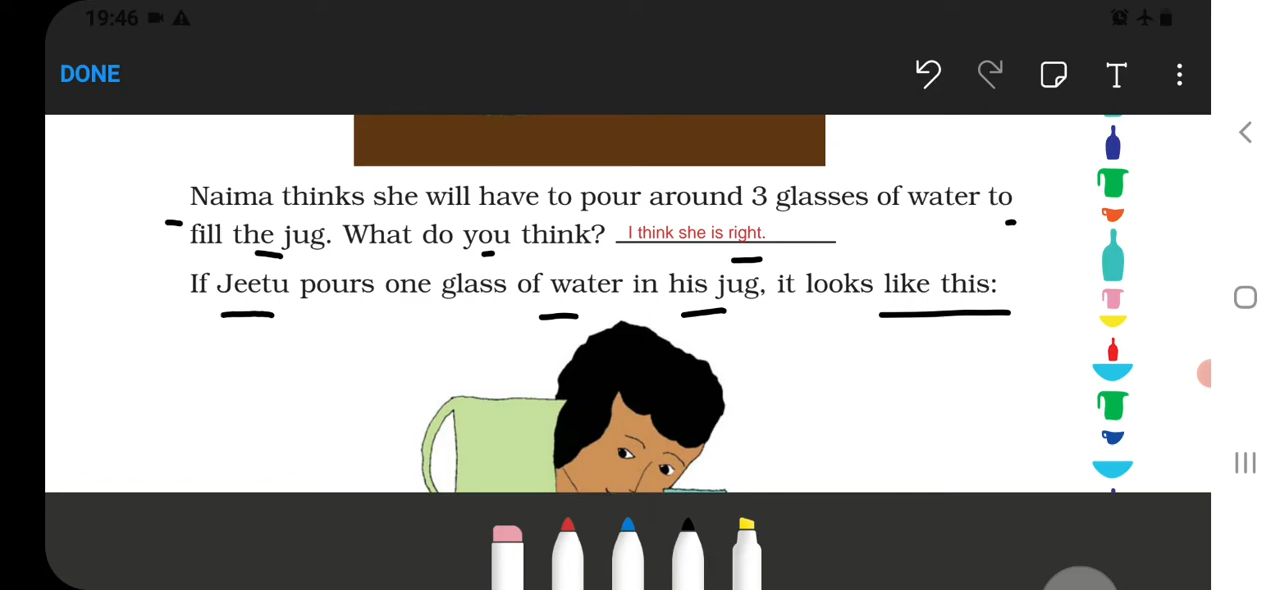 19:46
DONE
T
Naima thinks she will have to pour around 3 glasses of water to
fill the jug. What do you think? I think she is right.
If Jeetu pours one glass of water in his jug, it looks like this: